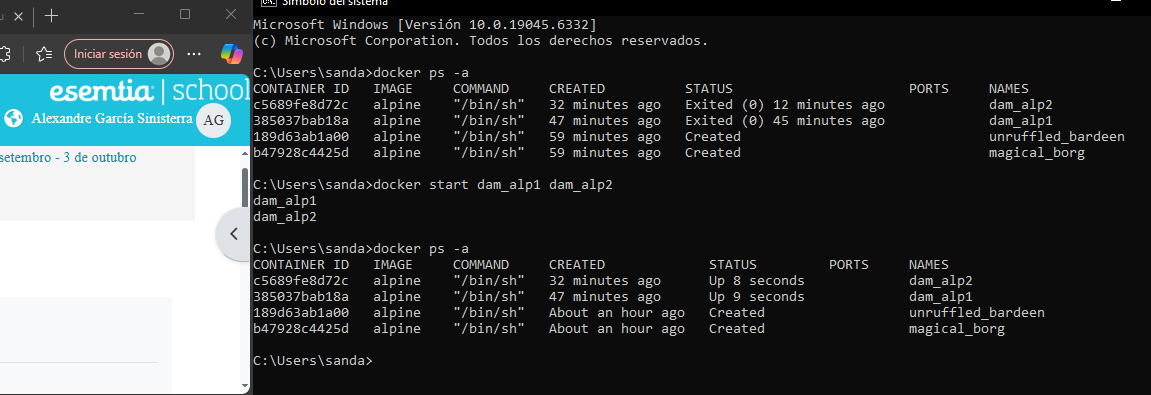 Iniciar sesión
esemtia: | school
Alexandre García Sinisterra AG
setembro - 3 de outubro
Símbolo del sistema
Microsoft Windows [Versión 10.0.19045.6332]
(c) Microsoft Corporation. Todos los derechos reservados.
C:\Users\sanda>docker ps -a
CONTAINER ID IMAGE COMMAND CREATED STATUS PORTS NAMES
c5689fe8d72c alpine "/bin/sh" 32 minutes ago Exited (0) 12 minutes ago dam_alp2
385037bab18a alpine "/bin/sh" 47 minutes ago Exited (0) 45 minutes ago dam_alp1
189d63ab1a00 alpine "/bin/sh" 59 minutes ago Created unruffled_bardeen
b47928c4425d alpine "/bin/sh" 59 minutes ago Created magical_borg
C:\Users\sanda>docker start dam_alp1 dam_alp2
dam_alp1
dam_alp2
C:\Users\sanda>docker ps -a
CONTAINER ID IMAGE COMMAND CREATED STATUS PORTS NAMES
c5689fe8d72c alpine "/bin/sh" 32 minutes ago Up 8 seconds dam_alp2
385037bab18a alpine "/bin/sh" 47 minutes ago Up 9 seconds dam_alp1
189d63ab1a00 alpine "/bin/sh" About an hour ago Created unruffled_bardeen
b47928c4425d alpine "/bin/sh" About an hour ago Created magical_borg
C:\Users\sanda>